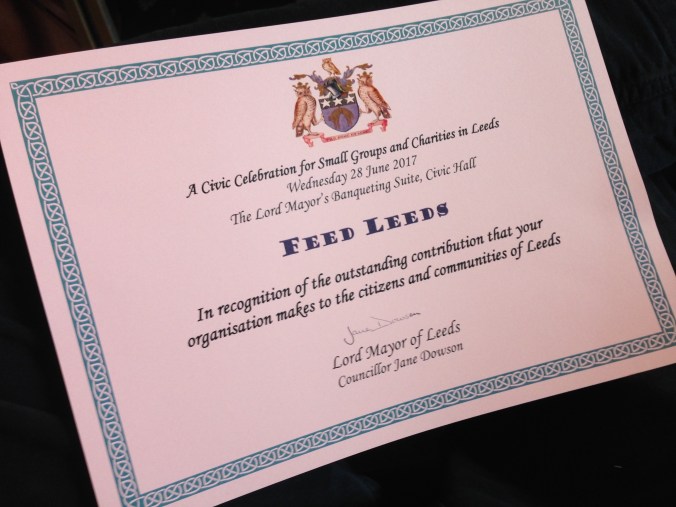 A Civic Celebration for Small Groups and Charities in Leeds
Wednesday 28 June 2017
The Lord Mayor's Banqueting Suite, Civic Hall
FEED LEEDS
In recognition of the outstanding contribution that your
organisation makes to the citizens and communities of Leeds
Jane Dowson
Lord Mayor of Leeds
Councillor Jane Dowson